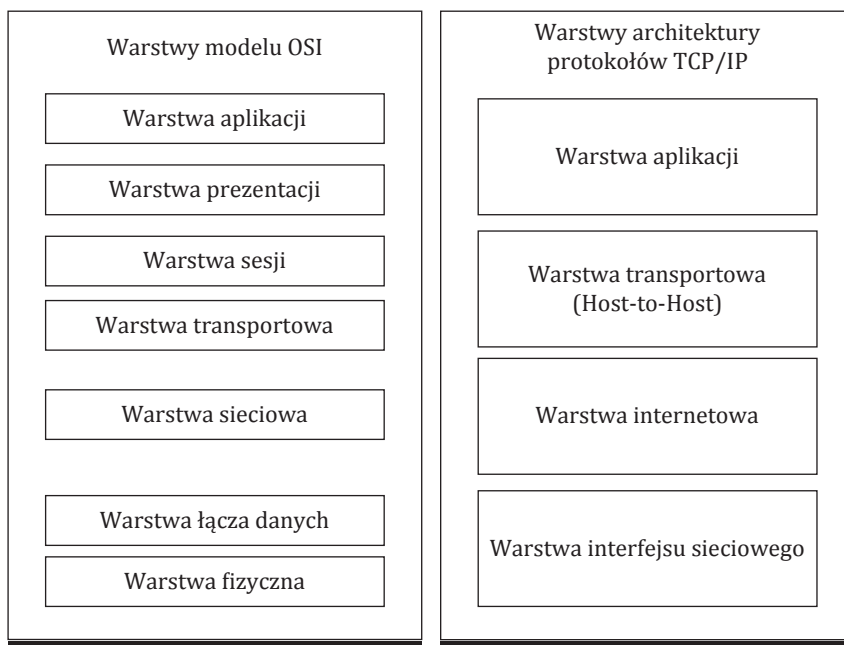 Warstwy modelu OSI
Warstwa aplikacji
Warstwa prezentacji
Warstwa sesji
Warstwa transportowa
Warstwa sieciowa
Warstwa łącza danych
Warstwa fizyczna
Warstwy architektury
protokołów TCP/IP
Warstwa aplikacji
Warstwa transportowa
(Host-to-Host)
Warstwa internetowa
Warstwa interfejsu sieciowego